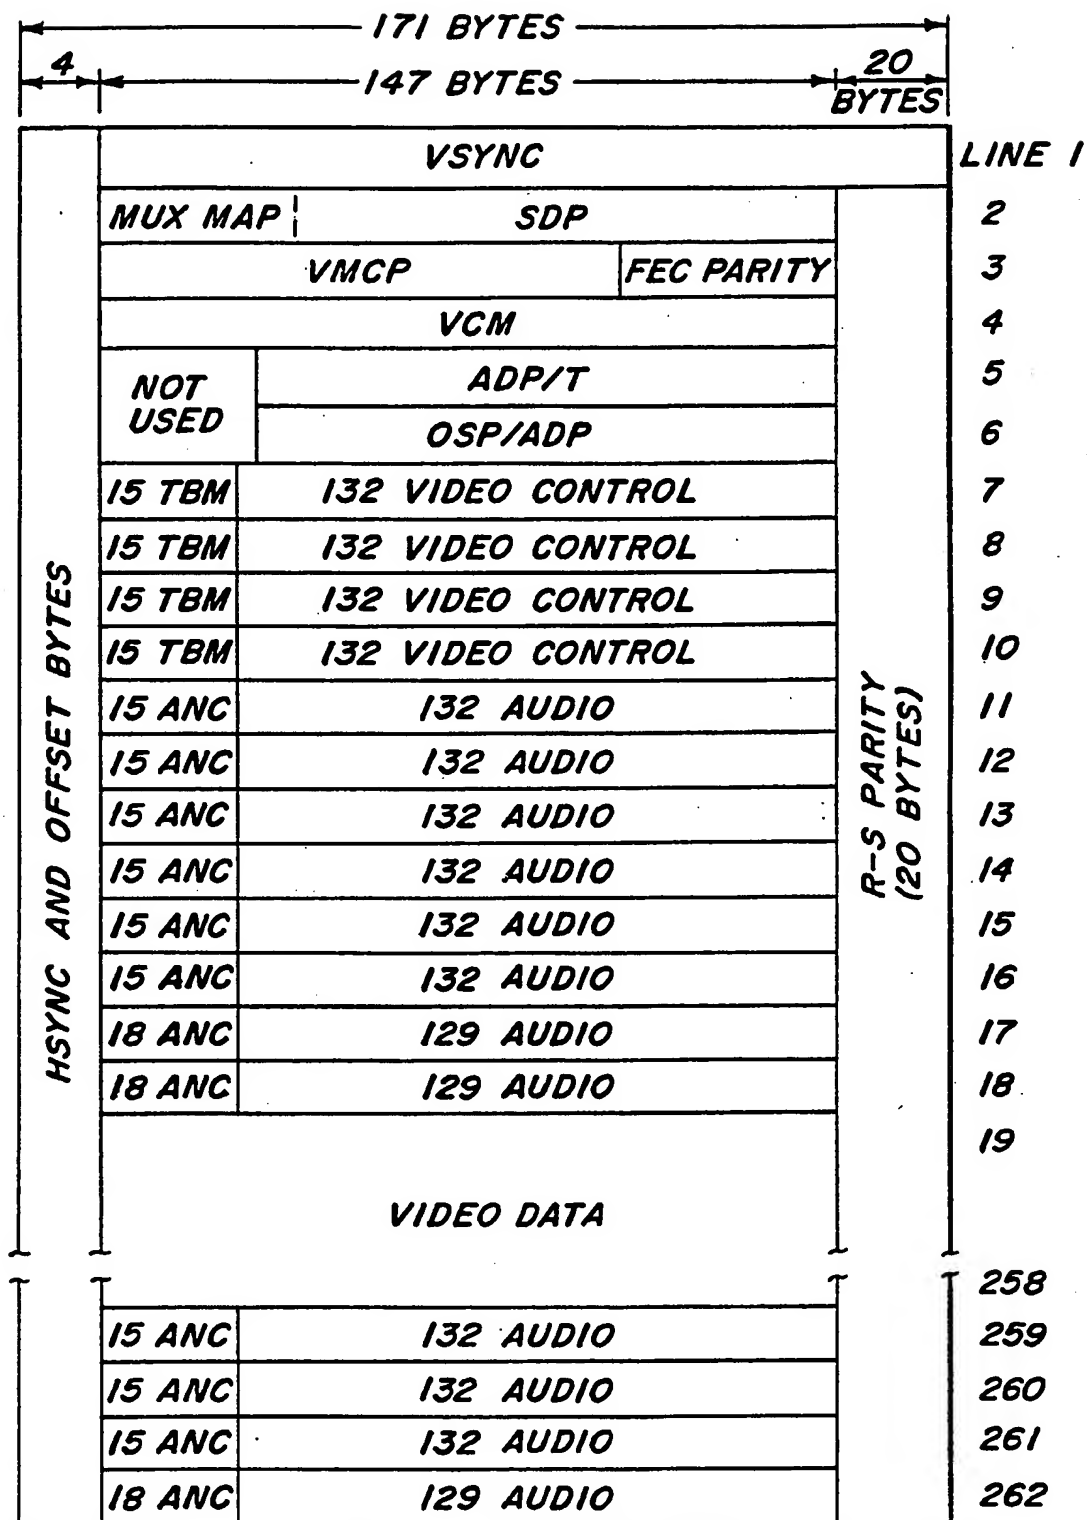 171 BYTES
4
147 BYTES
20
BYTES
VSYNC
LINE 1
MUX MAP
SDP
2
VMCP
FEC PARITY
3
VCM
4
NOT
USED
ADP/T
5
OSP/ADP
6
15 TBM
132 VIDEO CONTROL
7
15 TBM
132 VIDEO CONTROL
8
15 TBM
132 VIDEO CONTROL
9
15 TBM
132 VIDEO CONTROL
10
15 ANC
132 AUDIO
11
15 ANC
132 AUDIO
12
15 ANC
132 AUDIO
13
15 ANC
132 AUDIO
14
15 ANC
132 AUDIO
15
15 ANC
132 AUDIO
16
18 ANC
129 AUDIO
17
18 ANC
129 AUDIO
18
19
HSYNC AND OFFSET BYTES
R-S PARITY
(20 BYTES)
VIDEO DATA
258
15 ANC
132 AUDIO
259
15 ANC
132 AUDIO
260
15 ANC
132 AUDIO
261
18 ANC
129 AUDIO
262